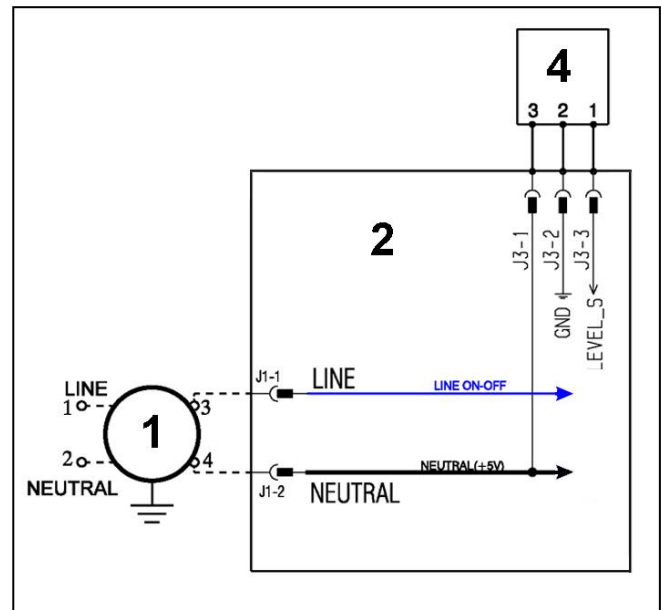 4
3 2 1
2
J3-1
J3-2
J3-3
GND
LEVEL_S
J1-1
LINE
LINE ON-OFF
LINE
1
3
1
2
4
NEUTRAL
J1-2
NEUTRAL
NEUTRAL(+5V)